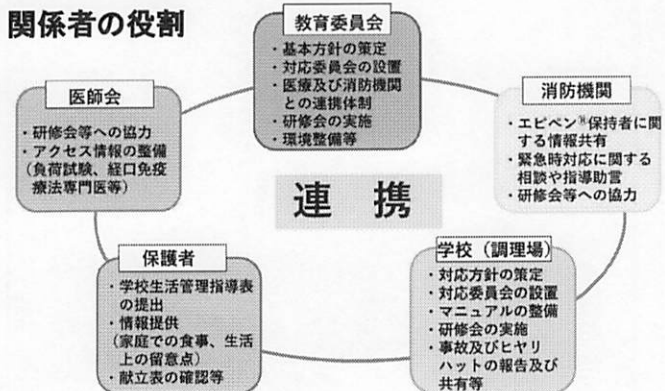 関係者の役割
教育委員会
・基本方針の策定
・対応委員会の設置
・医療及び消防機関
との連携体制
・研修会の実施
・環境整備等
医師会
・研修会等への協力
・アクセス情報の整備
(負荷試験、経口免疫
療法専門医等)
消防機関
・エピペン®保持者に関
する情報共有
・緊急時対応に関する
相談や指導助言
・研修会等への協力
連 携
保護者
・学校生活管理指導表
の提出
・情報提供
(家庭での食事、生活
上の留意点)
・献立表の確認等
学校(調理場)
・対応方針の策定
・対応委員会の設置
・マニュアルの整備
・研修会の実施
・事故及びヒヤリ
ハットの報告及び
共有等